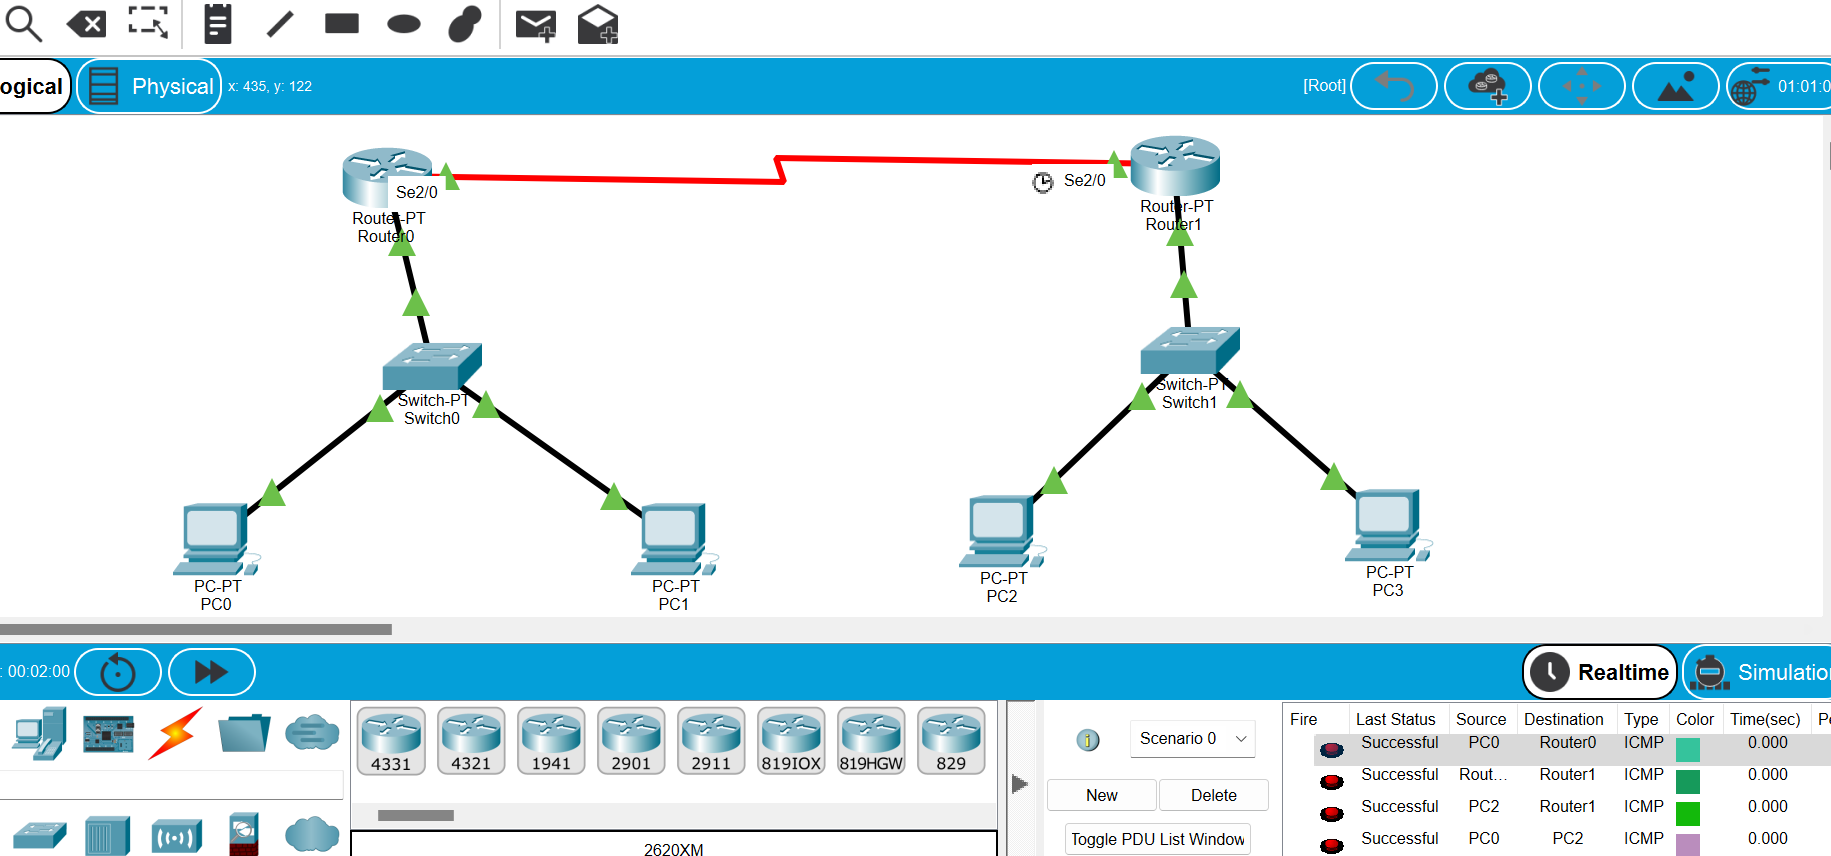 ogical
Physical
x: 435, y: 122
[Root]
01:01:0
Se2/0
Router-PT
Router0
Se2/0
Router-PT
Router1
Switch-PT
Switch0
Switch-PT
Switch1
PC-PT
PC0
PC-PT
PC1
PC-PT
PC2
PC-PT
PC3
: 00:02:00
Realtime
Simulatio
4331
4321
1941
2901
2911
819IOX
819HGW
829
2620XM
Scenario 0
New
Delete
Toggle PDU List Window
Fire Last Status Source Destination Type Color Time(sec) Pe
Successful PC0 Router0 ICMP 0.000
Successful Rout... Router1 ICMP 0.000
Successful PC2 Router1 ICMP 0.000
Successful PC0 PC2 ICMP 0.000